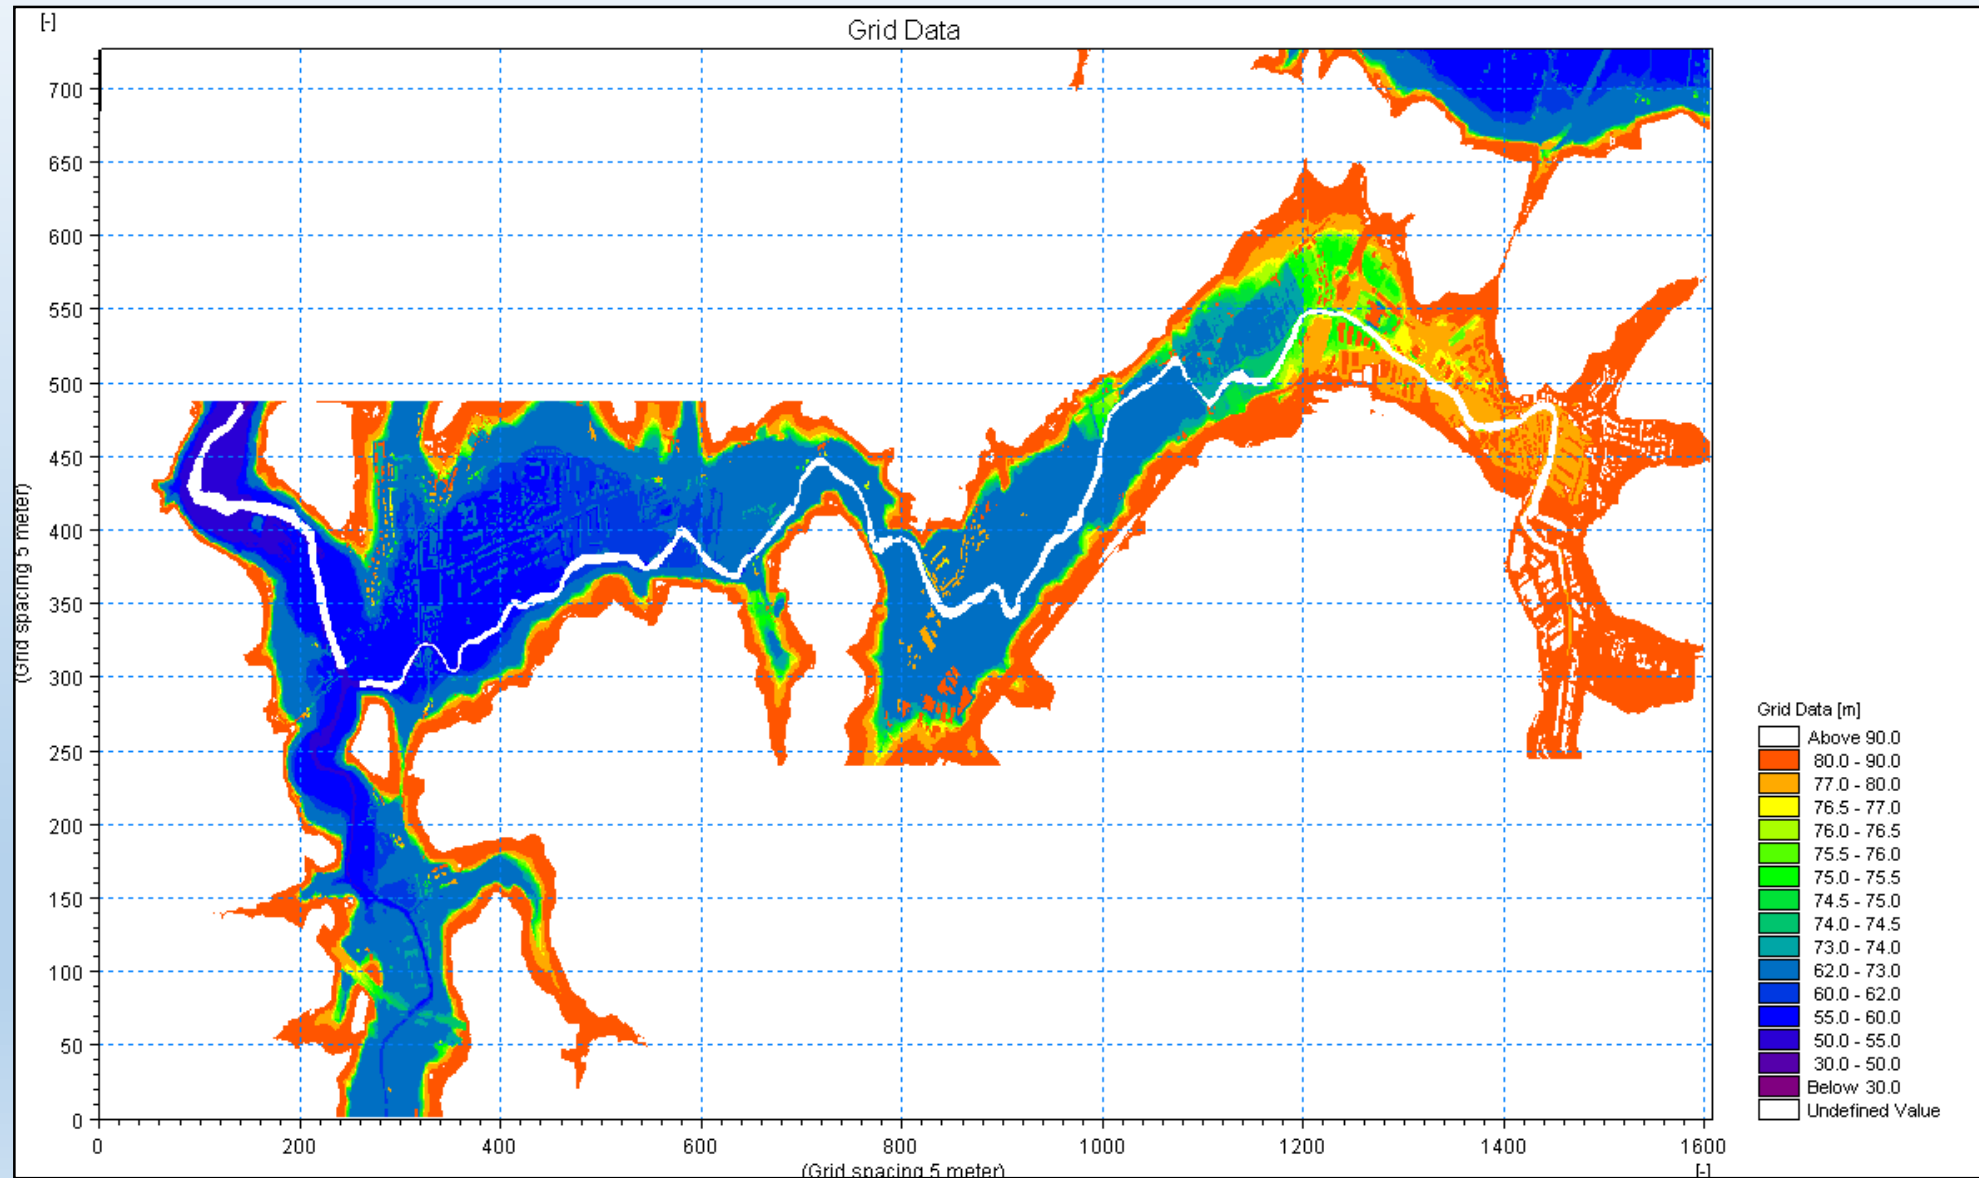 [-]
Grid Data
700
650
600
550
500
450
400
350
300
250
200
150
100
50
0
(Grid spacing 5 meter)
0 200 400 600 800 1000 1200 1400 1600
(Grid spacing 5 meter)
[-]
Grid Data [m]
Above 90.0
80.0 - 90.0
77.0 - 80.0
76.5 - 77.0
76.0 - 76.5
75.5 - 76.0
75.0 - 75.5
74.5 - 75.0
74.0 - 74.5
73.0 - 74.0
62.0 - 73.0
60.0 - 62.0
55.0 - 60.0
50.0 - 55.0
30.0 - 50.0
Below 30.0
Undefined Value